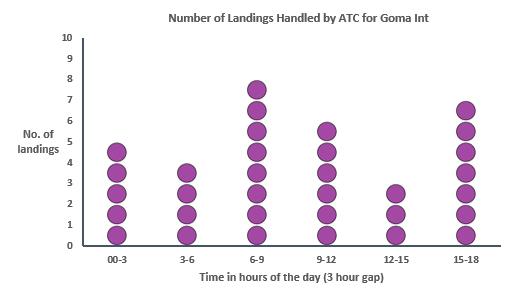 Number of Landings Handled by ATC for Goma Int
10
9
8
7
6
5
4
3
2
1
0
No. of
landings
00-3 3-6 6-9 9-12 12-15 15-18
Time in hours of the day (3 hour gap)